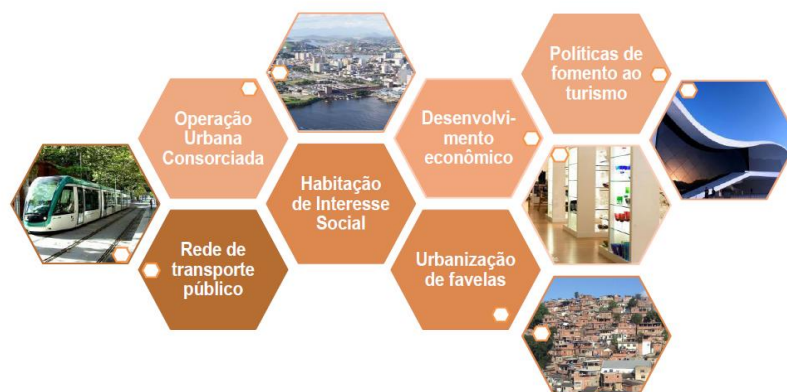 Políticas de
fomento ao
turismo
Operação
Urbana
Consorciada
Desenvolvi-
mento
econômico
Habitação
de Interesse
Social
Rede de
transporte
público
Urbanização
de favelas